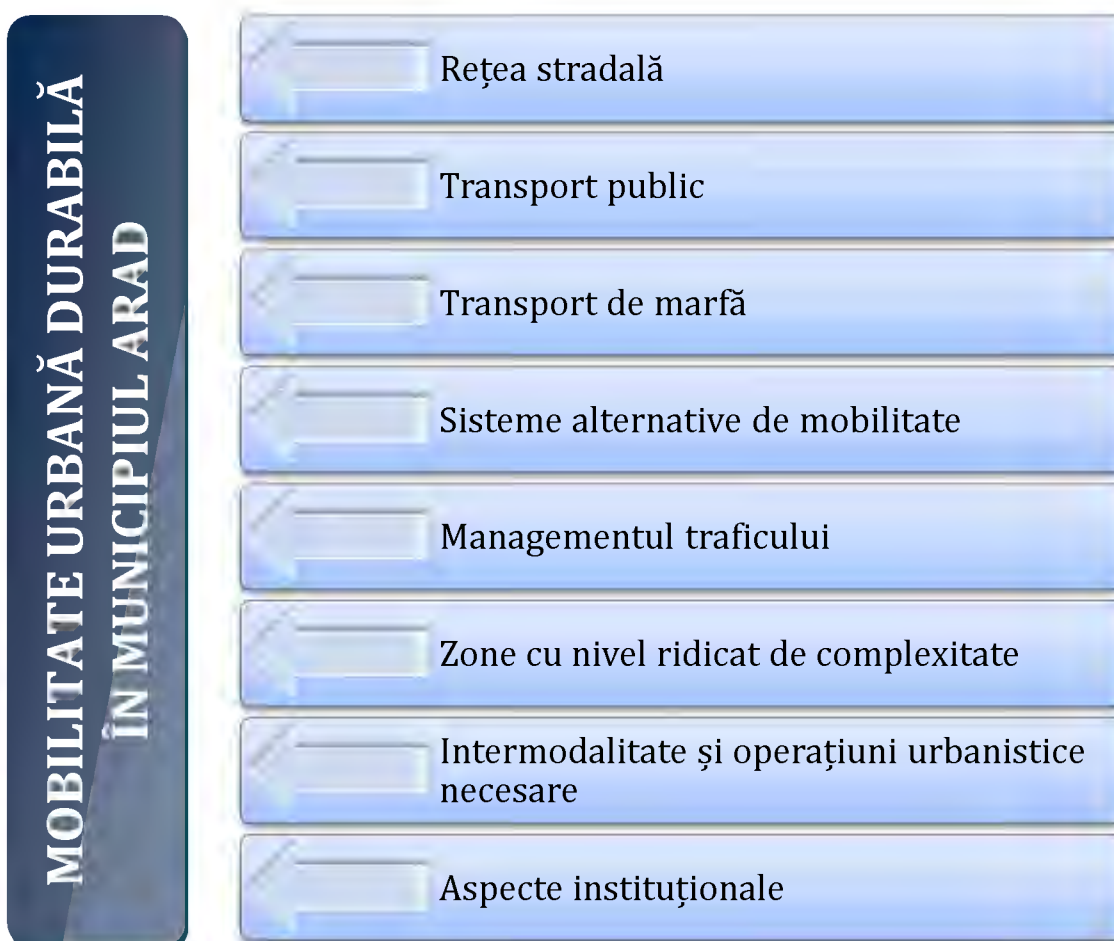 MOBILITATE URBANĂ DURABILĂ
ÎN MUNICIPIUL ARAD
Rețea stradală
Transport public
Transport de marfă
Sisteme alternative de mobilitate
Managementul traficului
Zone cu nivel ridicat de complexitate
Intermodalitate și operațiuni urbanistice
necesare
Aspecte instituționale